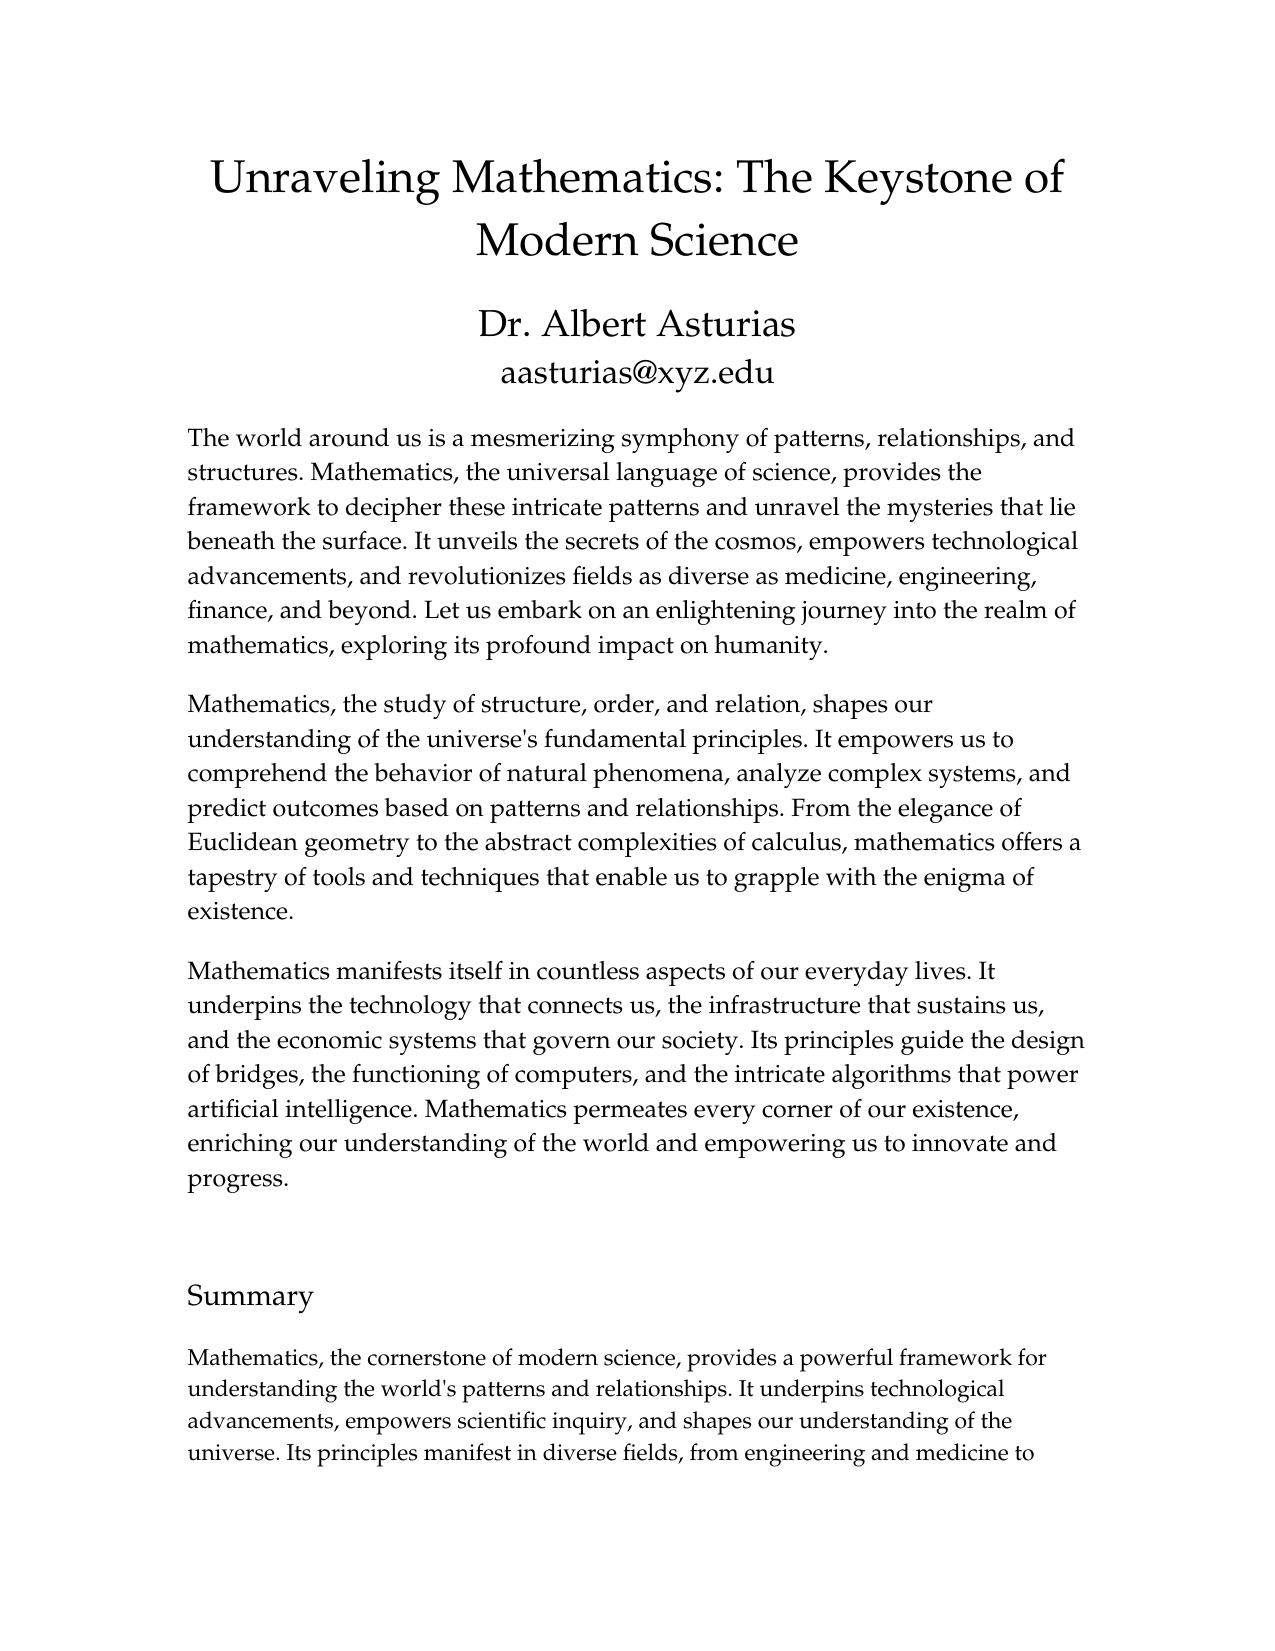 Unraveling Mathematics: The Keystone of
Modern Science
Dr. Albert Asturias
aasturias@xyz.edu
The world around us is a mesmerizing symphony of patterns, relationships, and
structures. Mathematics, the universal language of science, provides the
framework to decipher these intricate patterns and unravel the mysteries that lie
beneath the surface. It unveils the secrets of the cosmos, empowers technological
advancements, and revolutionizes fields as diverse as medicine, engineering,
finance, and beyond. Let us embark on an enlightening journey into the realm of
mathematics, exploring its profound impact on humanity.
Mathematics, the study of structure, order, and relation, shapes our
understanding of the universe's fundamental principles. It empowers us to
comprehend the behavior of natural phenomena, analyze complex systems, and
predict outcomes based on patterns and relationships. From the elegance of
Euclidean geometry to the abstract complexities of calculus, mathematics offers a
tapestry of tools and techniques that enable us to grapple with the enigma of
existence.
Mathematics manifests itself in countless aspects of our everyday lives. It
underpins the technology that connects us, the infrastructure that sustains us,
and the economic systems that govern our society. Its principles guide the design
of bridges, the functioning of computers, and the intricate algorithms that power
artificial intelligence. Mathematics permeates every corner of our existence,
enriching our understanding of the world and empowering us to innovate and
progress.
Summary
Mathematics, the cornerstone of modern science, provides a powerful framework for
understanding the world's patterns and relationships. It underpins technological
advancements, empowers scientific inquiry, and shapes our understanding of the
universe. Its principles manifest in diverse fields, from engineering and medicine to